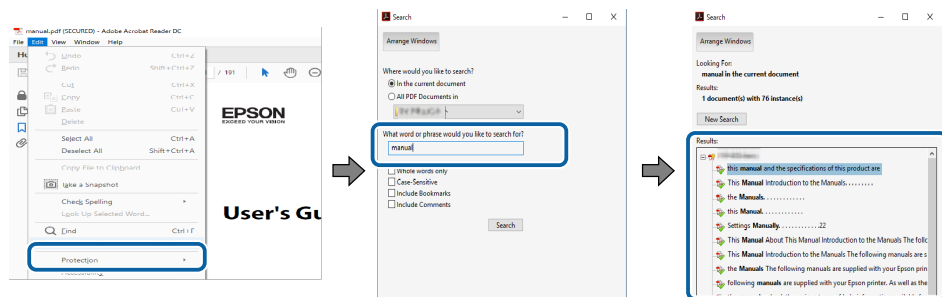 manual.pdf (SECURED) - Adobe Acrobat Reader DC
File Edit View Window Help
Undo Ctrl+Z
Redo Shift+Ctrl+Z
Cut Ctrl+X
Copy Ctrl+C
Paste Ctrl+V
Delete
Select All Ctrl+A
Deselect All Shift+Ctrl+A
Copy File to Clipboard
Take a Snapshot
Check Spelling
Look Up Selected Word...
Find Ctrl+F
Protection
/ 191
EPSON
EXCEED YOUR VISION
User's Gu
Search
Arrange Windows
Where would you like to search?
In the current document
All PDF Documents in
What word or phrase would you like to search for?
manual
Whole words only
Case-Sensitive
Include Bookmarks
Include Comments
Search
Search
Arrange Windows
Looking For:
manual in the current document
Results:
1 document(s) with 76 instance(s)
New Search
Results:
this manual and the specifications of this product are
This Manual Introduction to the Manuals. . . . . . . . .
the Manuals. . . . . . . . . . . . .
this Manual. . . . . . . . . . . . .
Settings Manually. . . . . . . . . . . . .22
This Manual About This Manual Introduction to the Manuals The follo
This Manual Introduction to the Manuals The following manuals are s
the Manuals The following manuals are supplied with your Epson prin
following manuals are supplied with your Epson printer. As well as the